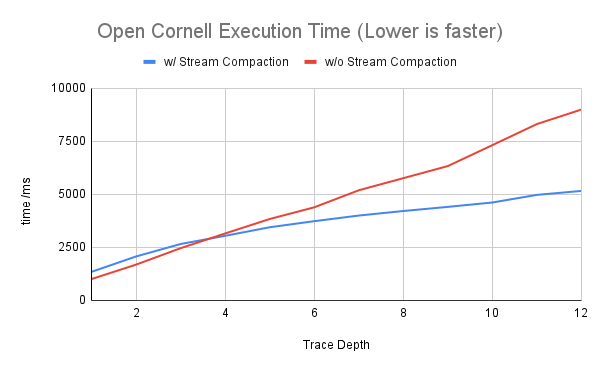 Open Cornell Execution Time (Lower is faster)
w/ Stream Compaction w/o Stream Compaction
10000
7500
5000
2500
0
time /ms
2 4 6 8 10 12
Trace Depth